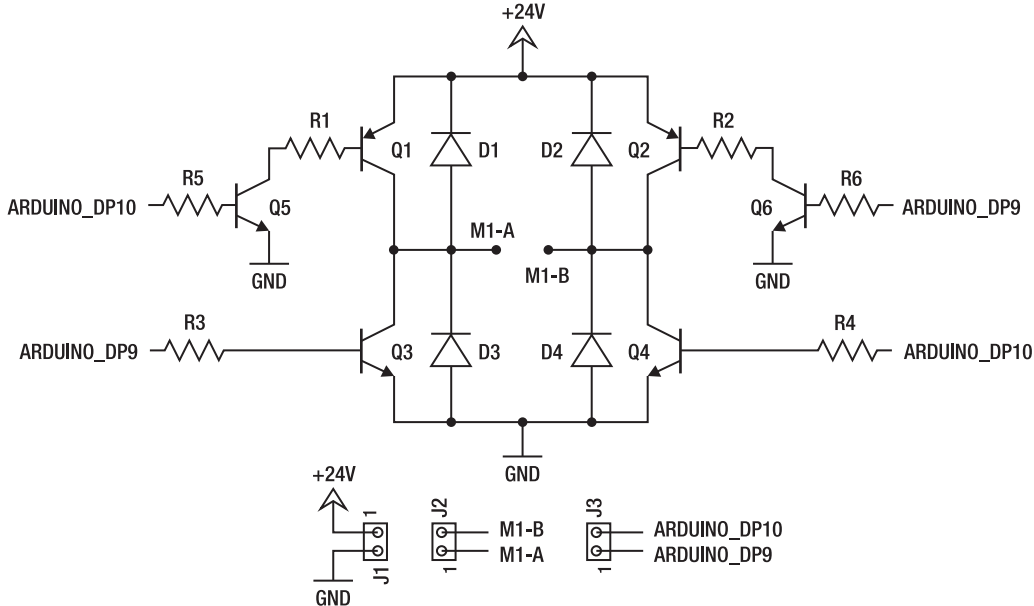 +24V
R1
Q1
D1
D2
Q2
R2
R5
ARDUINO_DP10
Q5
Q6
R6
ARDUINO_DP9
M1-A
M1-B
GND
GND
R3
ARDUINO_DP9
Q3
D3
D4
Q4
R4
ARDUINO_DP10
GND
+24V
1
J1
GND
J2
1
M1-B
M1-A
J3
1
ARDUINO_DP10
ARDUINO_DP9